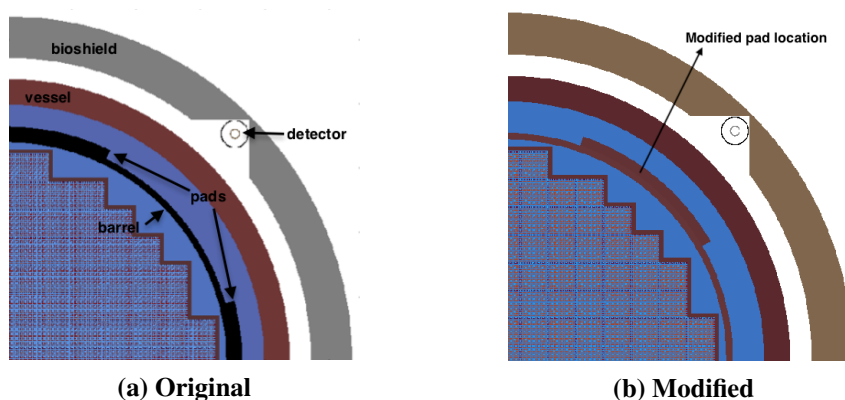 bioshield
vessel
detector
pads
barrel
(a) Original
Modified pad location
(b) Modified